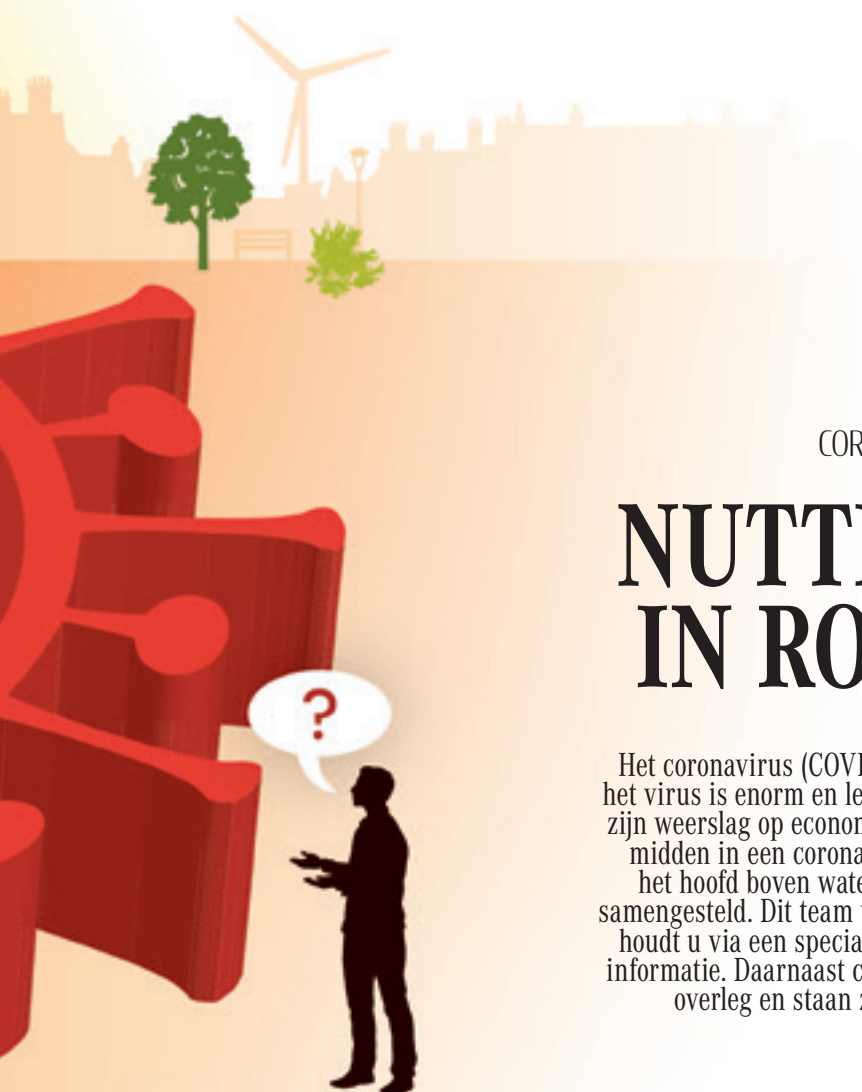 COR
NUTT
IN RO
?
Het coronavirus (COVI
het virus is enorm en le
zijn weerslag op econom
midden in een corona
het hoofd boven wate
samengesteld. Dit team
houdt u via een specia
informatie. Daarnaast
overleg en staan